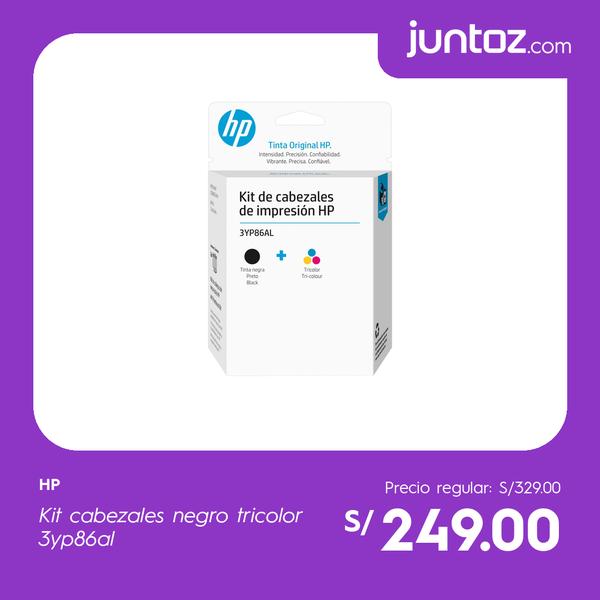 juntoz.com
hp
Tinta Original HP.
Intensidad. Precisión. Confiabilidad.
Vibrante. Precisa. Confiável.
Kit de cabezales
de impresión HP
3YP86AL
Tinta negra
Preto
Black
Tricolor
Tri-colour
HP
Kit cabezales negro tricolor
3yp86al
Precio regular: S/329.00
S/ 249.00